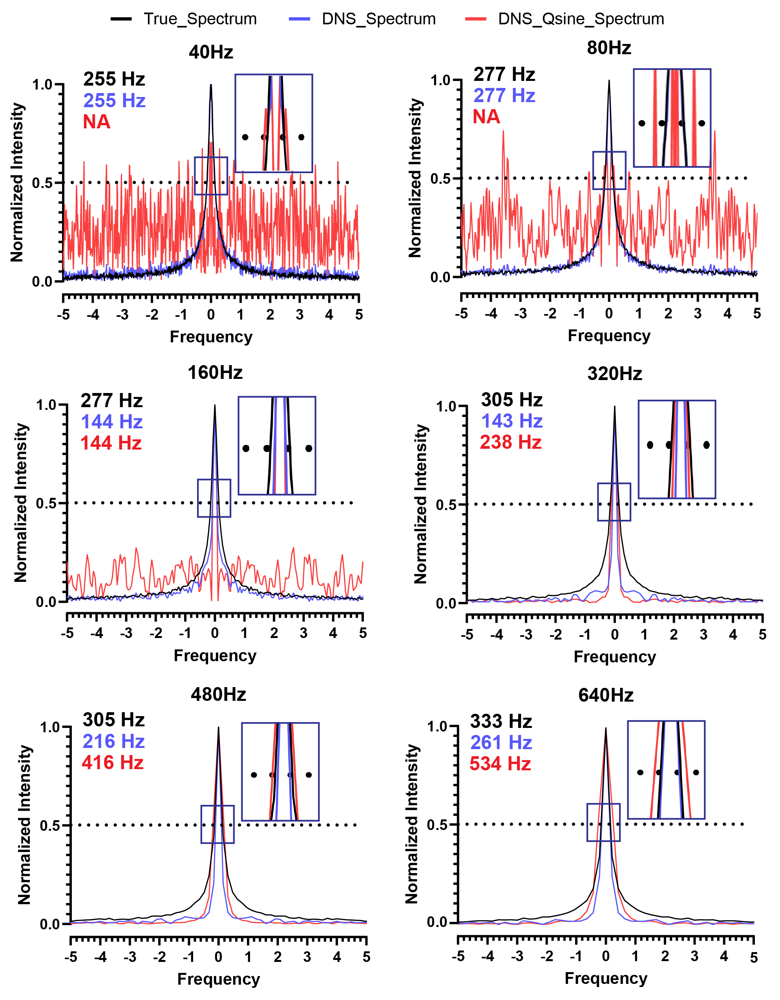 True_Spectrum DNS_Spectrum DNS_Qsine_Spectrum
40Hz
255 Hz
255 Hz
NA
Normalized Intensity
1.0
0.5
0.0
-5 -4 -3 -2 -1 0 1 2 3 4 5
Frequency
80Hz
277 Hz
277 Hz
NA
Normalized Intensity
1.0
0.5
0.0
-5 -4 -3 -2 -1 0 1 2 3 4 5
Frequency
160Hz
277 Hz
144 Hz
144 Hz
Normalized Intensity
1.0
0.5
0.0
-5 -4 -3 -2 -1 0 1 2 3 4 5
Frequency
320Hz
305 Hz
143 Hz
238 Hz
Normalized Intensity
1.0
0.5
0.0
-5 -4 -3 -2 -1 0 1 2 3 4 5
Frequency
480Hz
305 Hz
216 Hz
416 Hz
Normalized Intensity
1.0
0.5
0.0
-5 -4 -3 -2 -1 0 1 2 3 4 5
Frequency
640Hz
333 Hz
261 Hz
534 Hz
Normalized Intensity
1.0
0.5
0.0
-5 -4 -3 -2 -1 0 1 2 3 4 5
Frequency